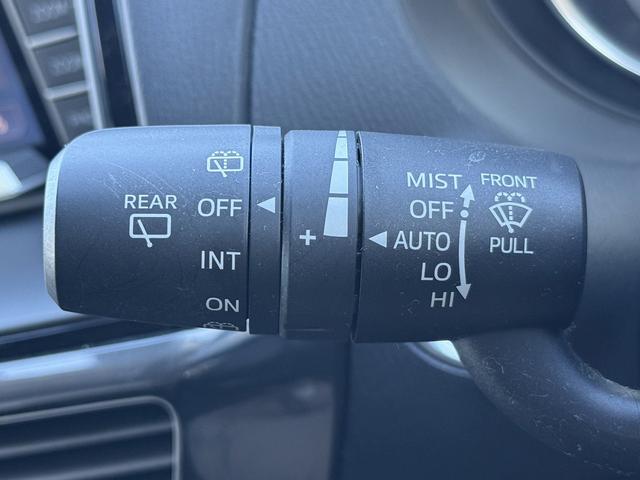 REAR
OFF
INT
ON
+
MIST
OFF
AUTO
LO
HI
FRONT
PULL